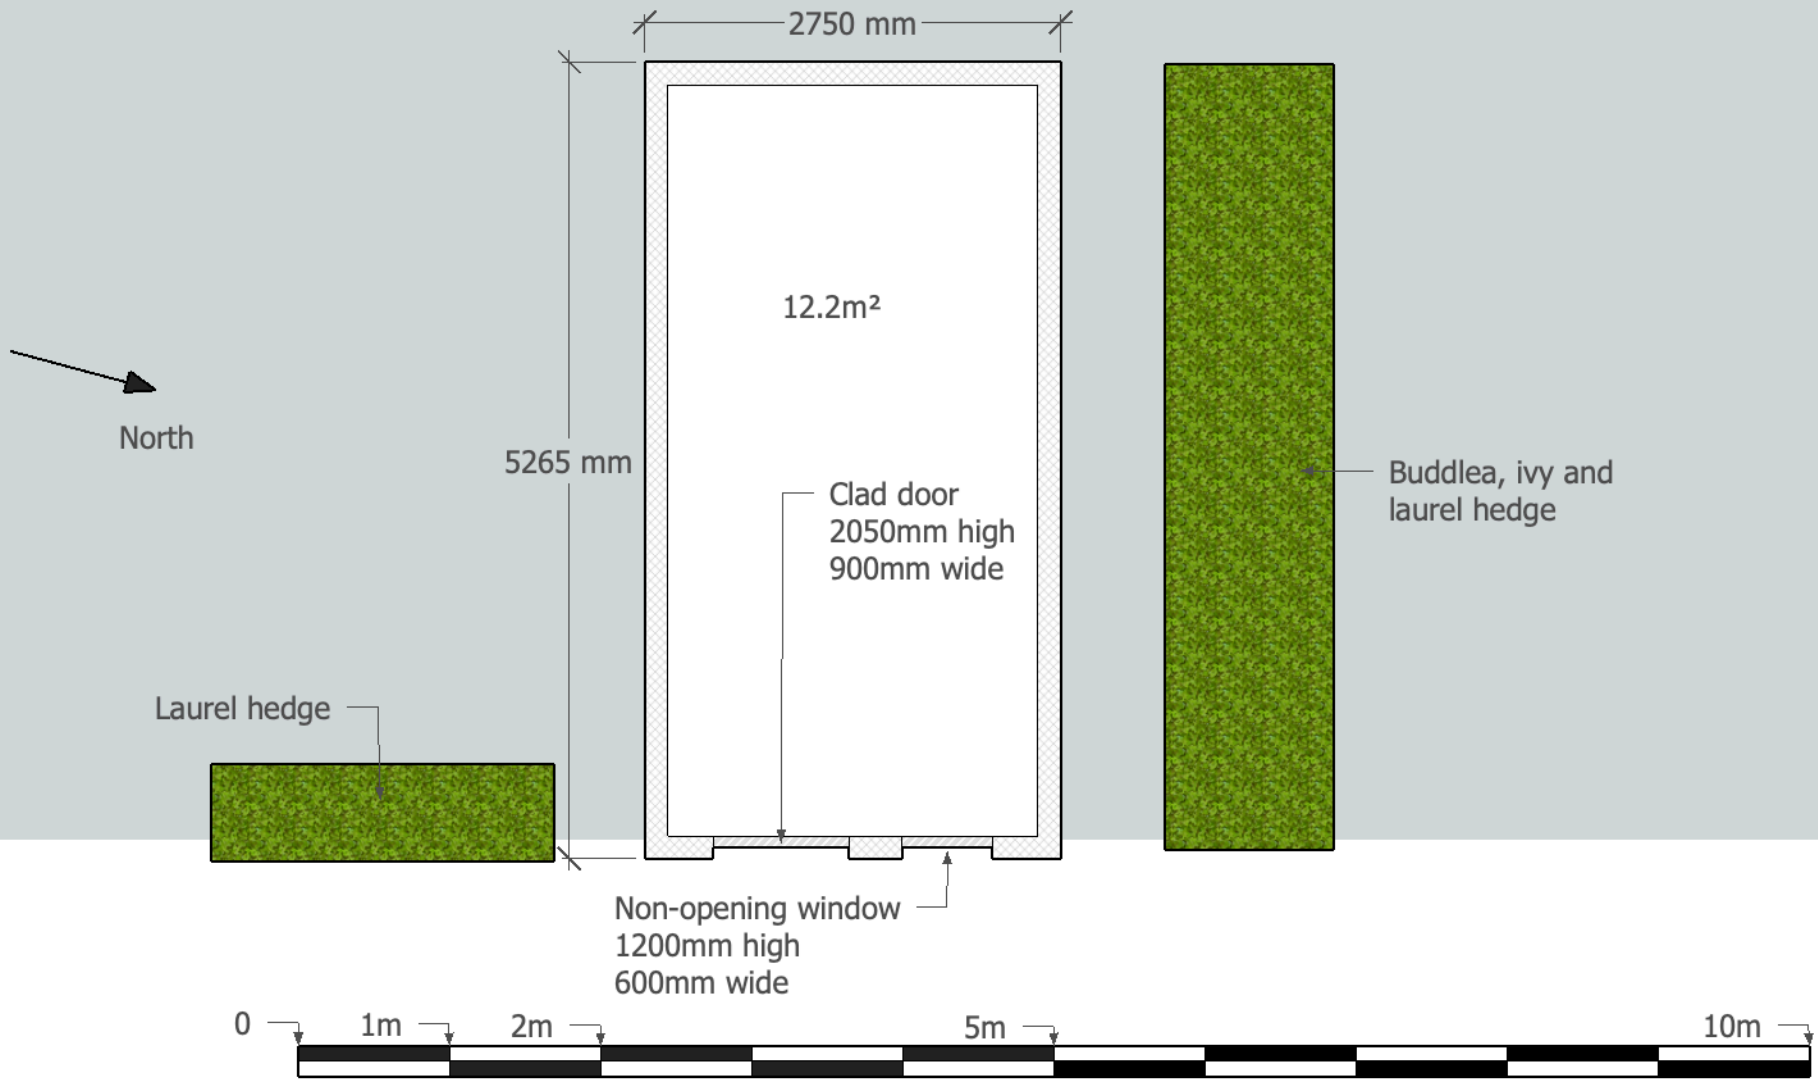 2750 mm
12.2m²
North
5265 mm
Clad door
2050mm high
900mm wide
Buddlea, ivy and
laurel hedge
Laurel hedge
Non-opening window
1200mm high
600mm wide
0 1m 2m 5m 10m